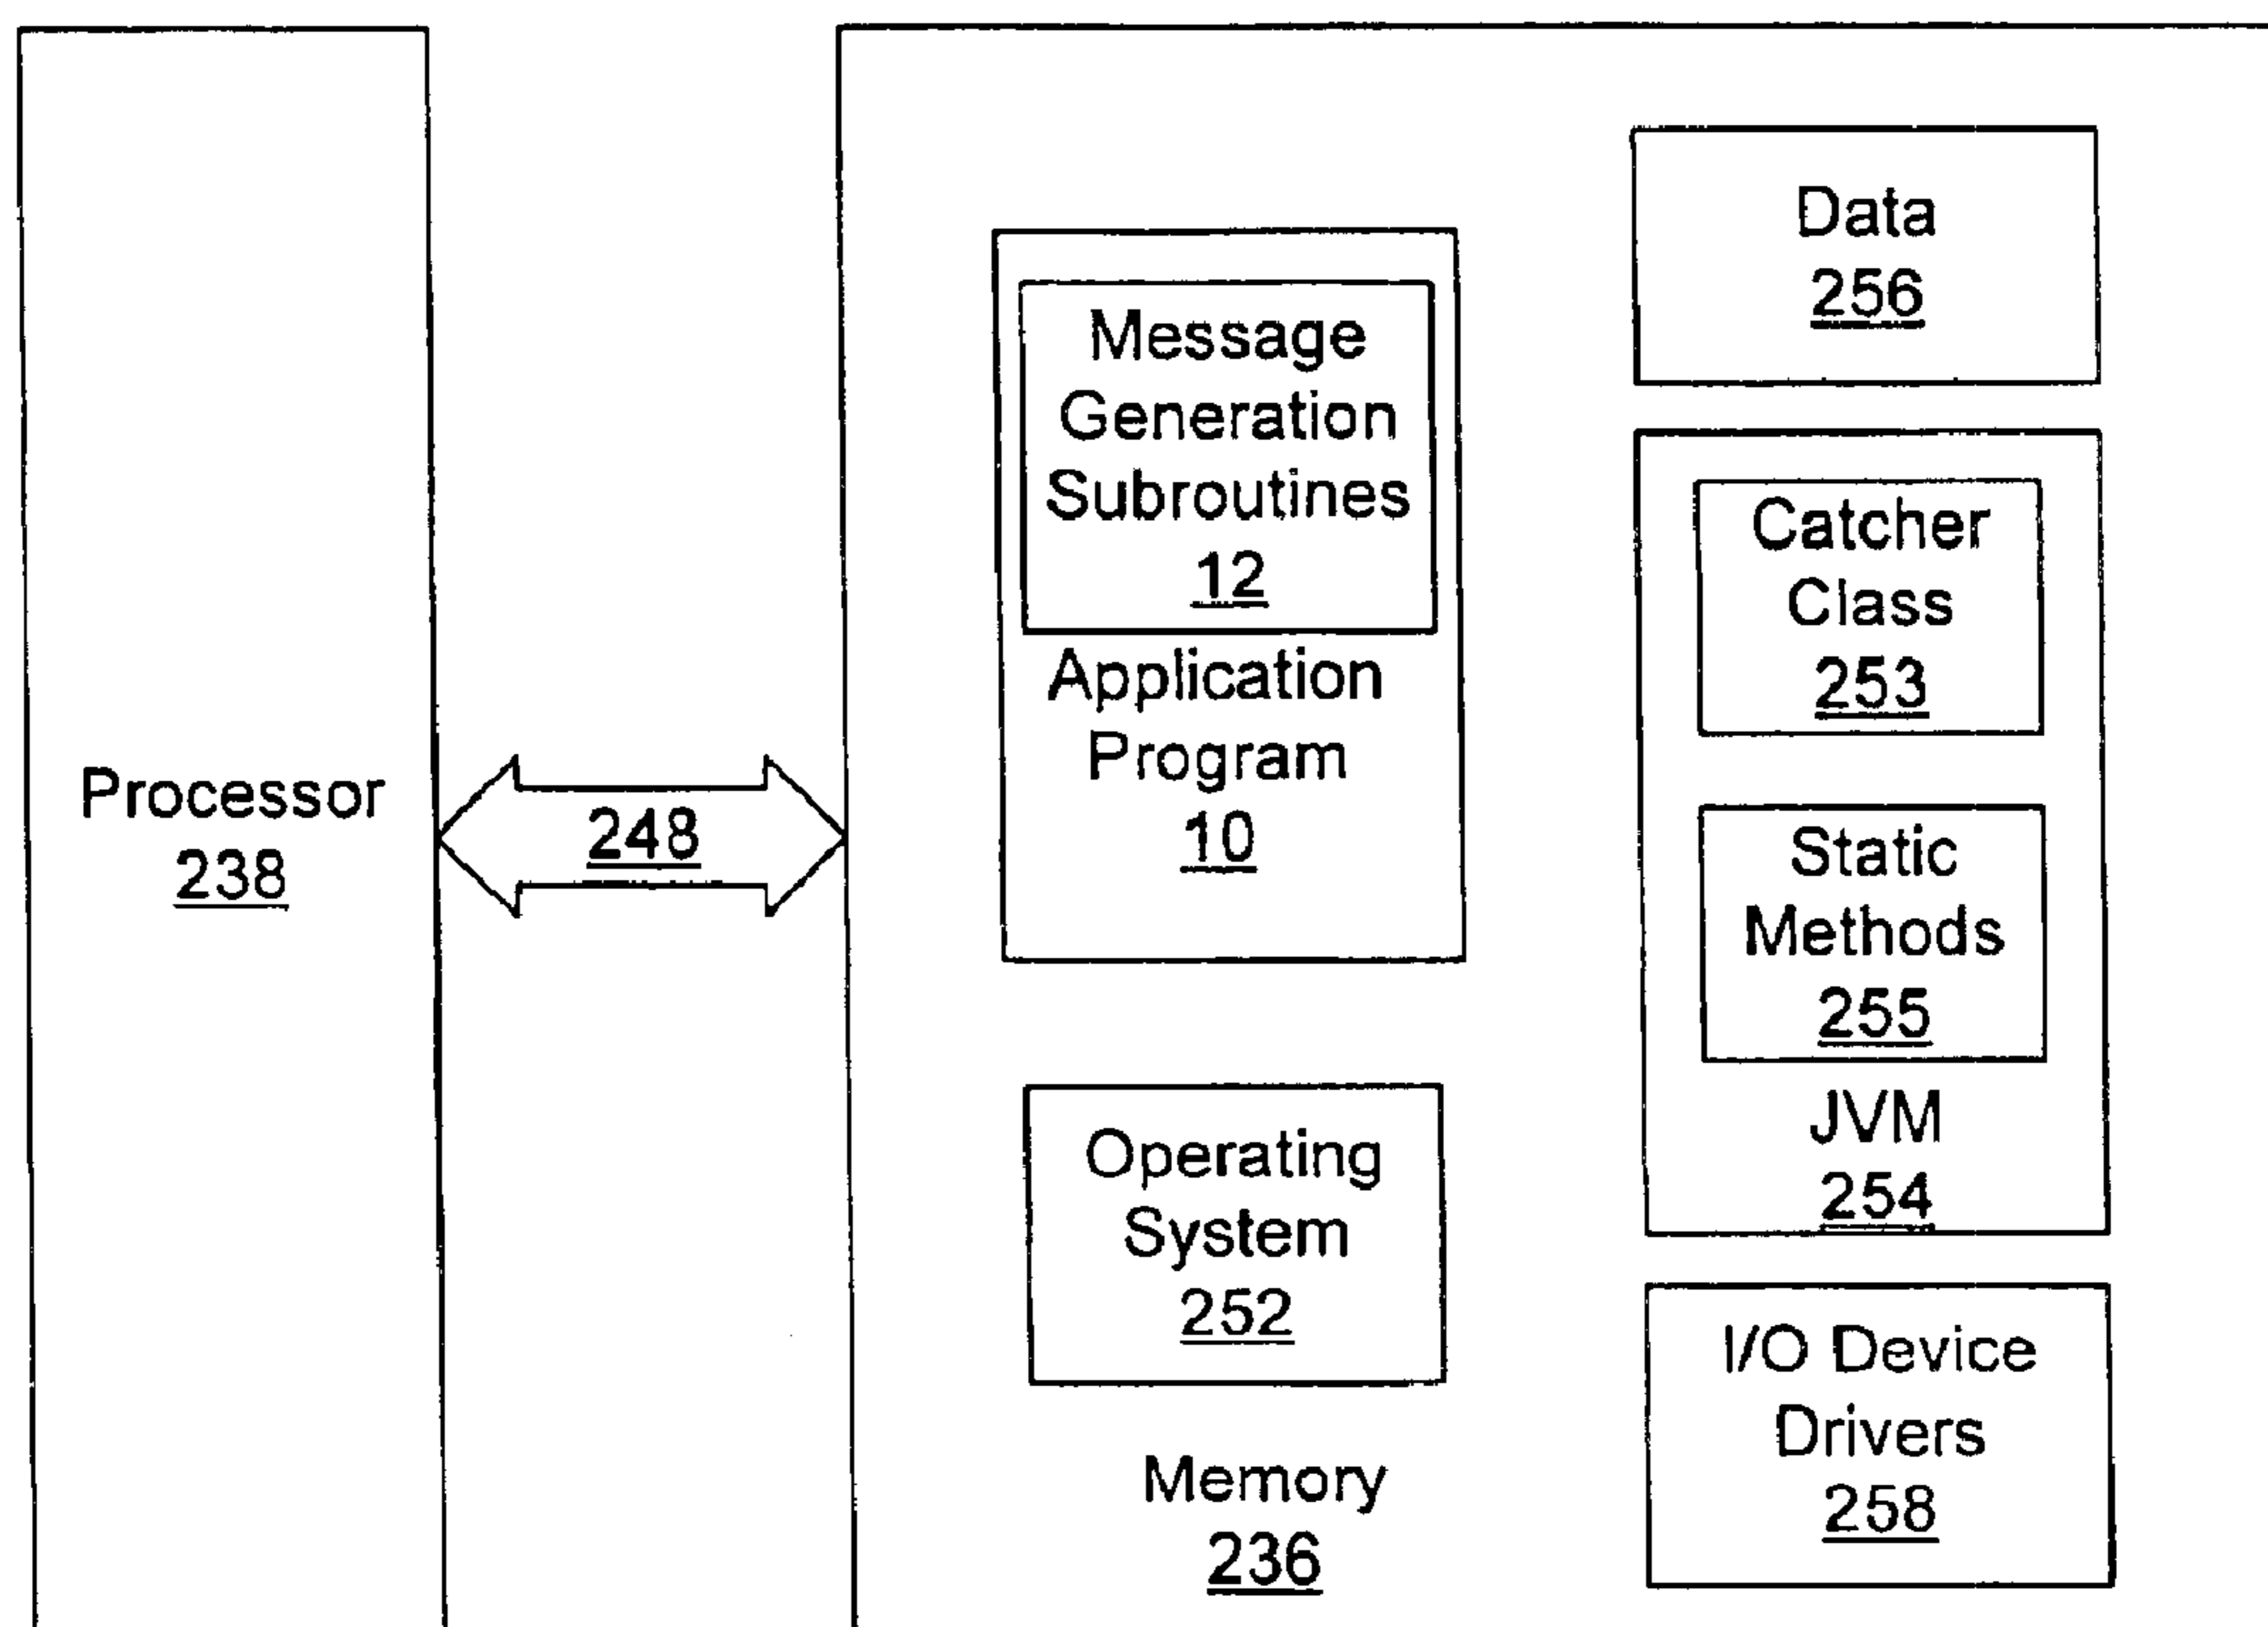 Processor
238
248
Message
Generation
Subroutines
12
Application
Program
10
Operating
System
252
Memory
236
Data
256
Catcher
Class
253
Static
Methods
255
JVM
254
I/O Device
Drivers
258